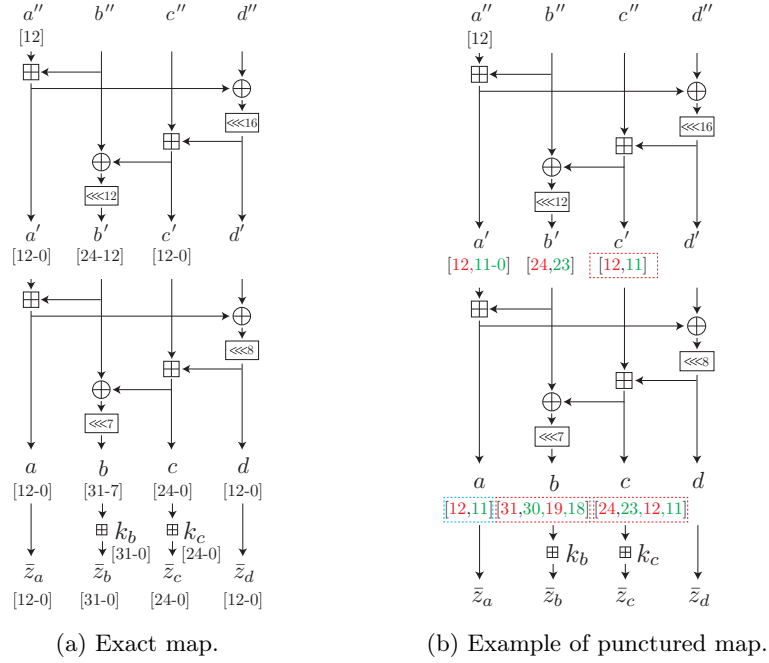 a″ b″ c″ d″
[12]
⋘16
⋘12
a′ b′ c′ d′
[12-0] [24-12] [12-0]
⋘8
⋘7
a b c d
[12-0] [31-7] [24-0] [12-0]
k_b k_c
[31-0] [24-0]
z̄_a z̄_b z̄_c z̄_d
[12-0] [31-0] [24-0] [12-0]
(a) Exact map.
a″ b″ c″ d″
[12]
⋘16
⋘12
a′ b′ c′ d′
[12,11-0] [24,23] [12,11]
⋘8
⋘7
a b c d
[12,11] [31,30,19,18] [24,23,12,11]
k_b k_c
z̄_a z̄_b z̄_c z̄_d
(b) Example of punctured map.